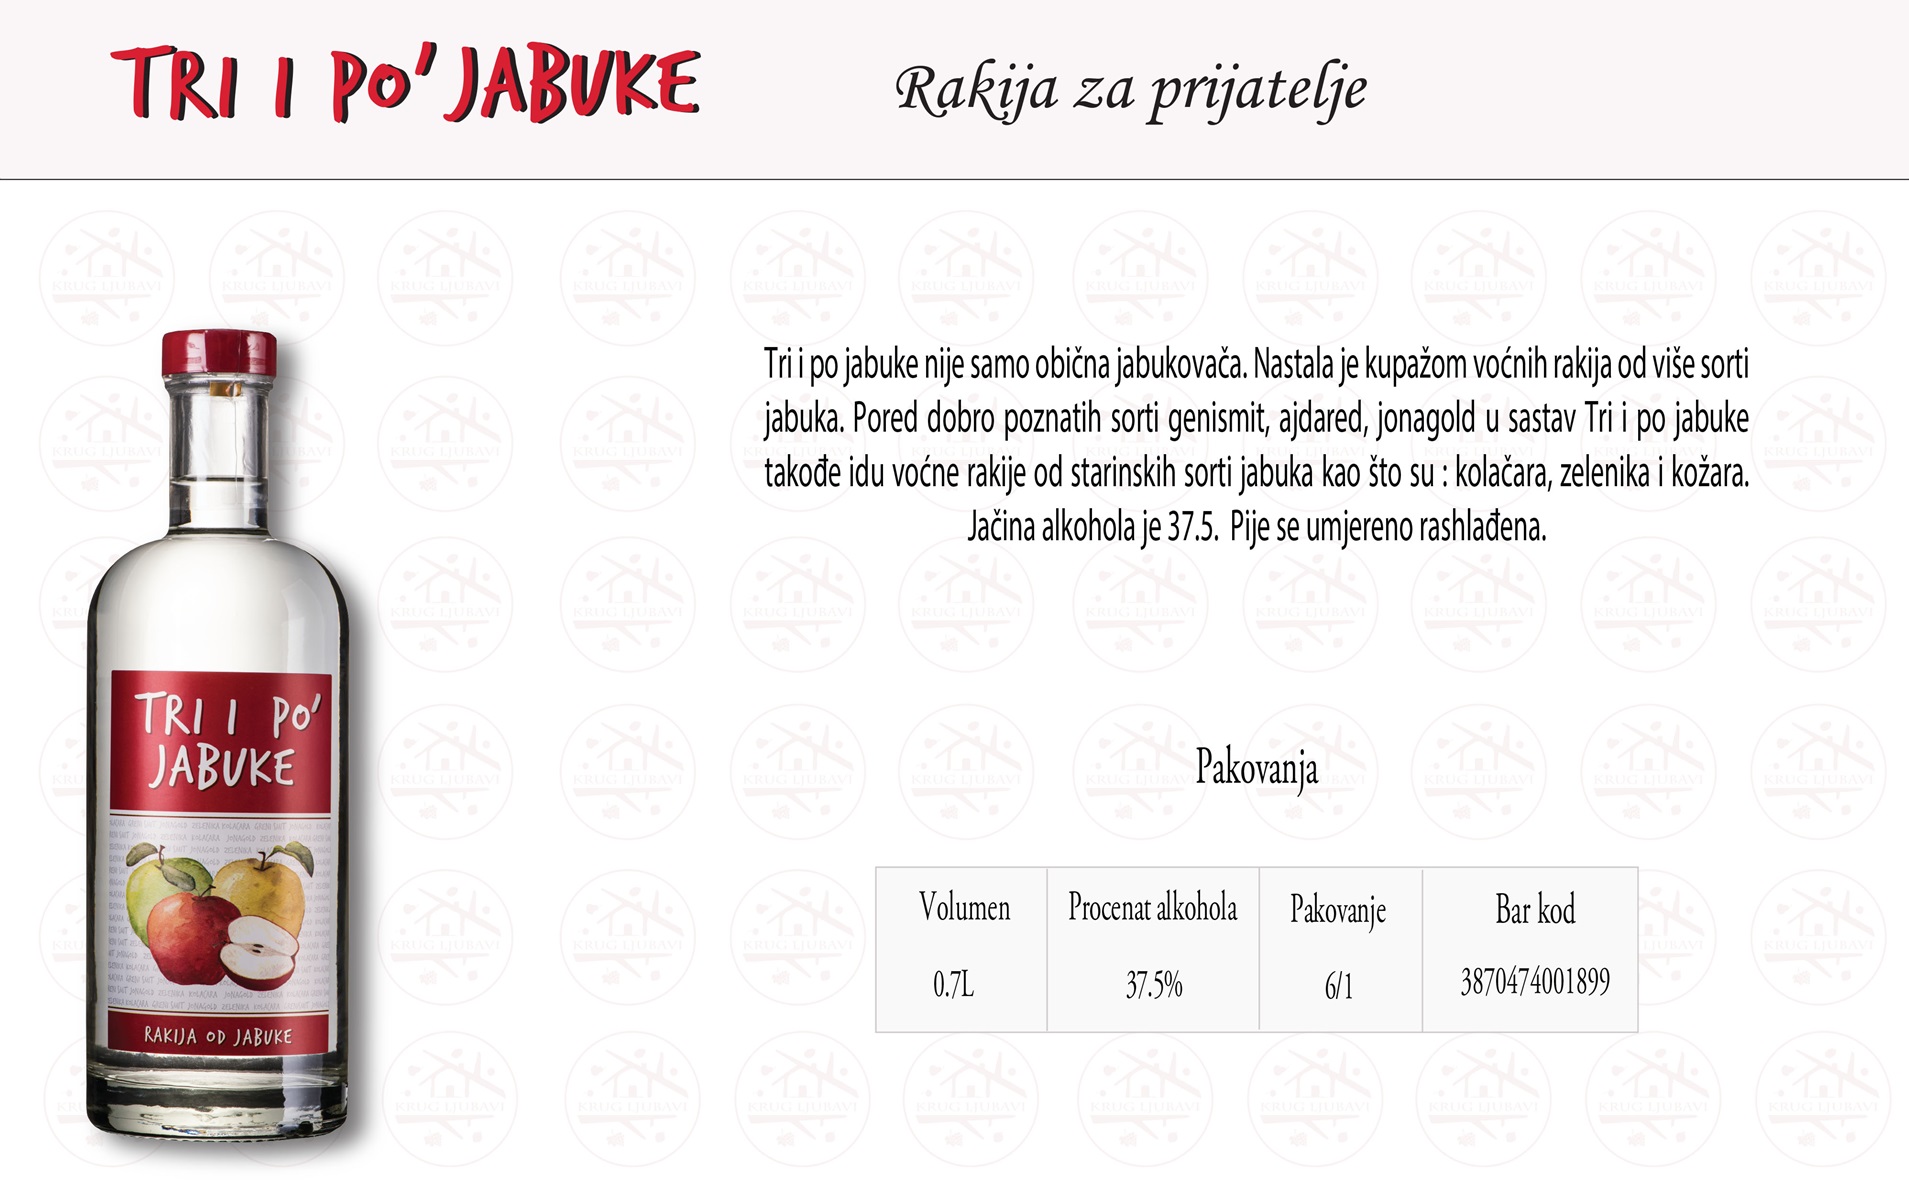 TRI I PO' JABUKE
Rakija za prijatelje
Tri i po jabuke nije samo obična jabukovača. Nastala je kupažom voćnih rakija od više sorti
jabuka. Pored dobro poznatih sorti genismit, ajdared, jonagold u sastav Tri i po jabuke
takođe idu voćne rakije od starinskih sorti jabuka kao što su : kolačara, zelenika i kožara.
Jačina alkohola je 37.5. Pije se umjereno rashlađena.
TRI I PO'
JABUKE
RAKIJA OD JABUKE
Pakovanja
Volumen Procenat alkohola Pakovanje Bar kod
0.7L 37.5% 6/1 3870474001899
KRUG LJUBAVI